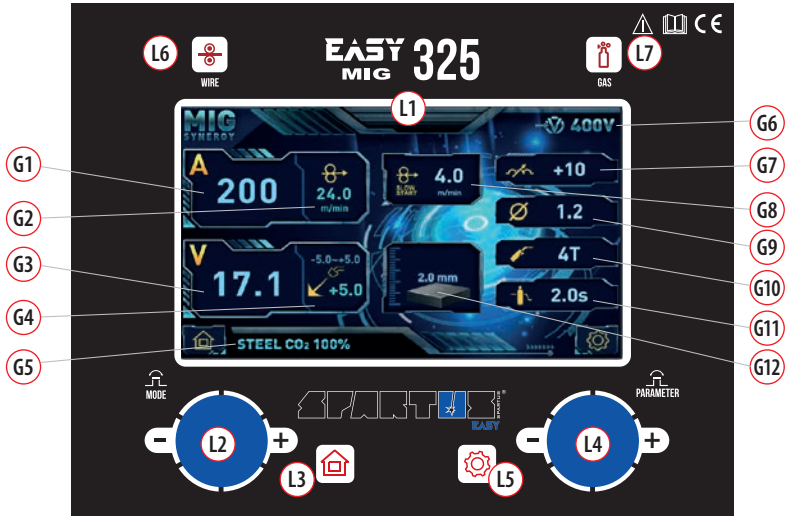 L6
WIRE
EASY
MIG
325
L7
GAS
CE
L1
MIG
SYNERGY
400V
A
200
24.0
m/min
SLOW
START
4.0
m/min
+10
1.2
V
17.1
-5.0~+5.0
+5.0
2.0 mm
4T
2.0s
STEEL CO₂ 100%
G1
G2
G3
G4
G5
G6
G7
G8
G9
G10
G11
G12
MODE
- L2 +
SPARTUS®
SPARTUS
EASY
PARAMETER
- L4 +
L3
L5